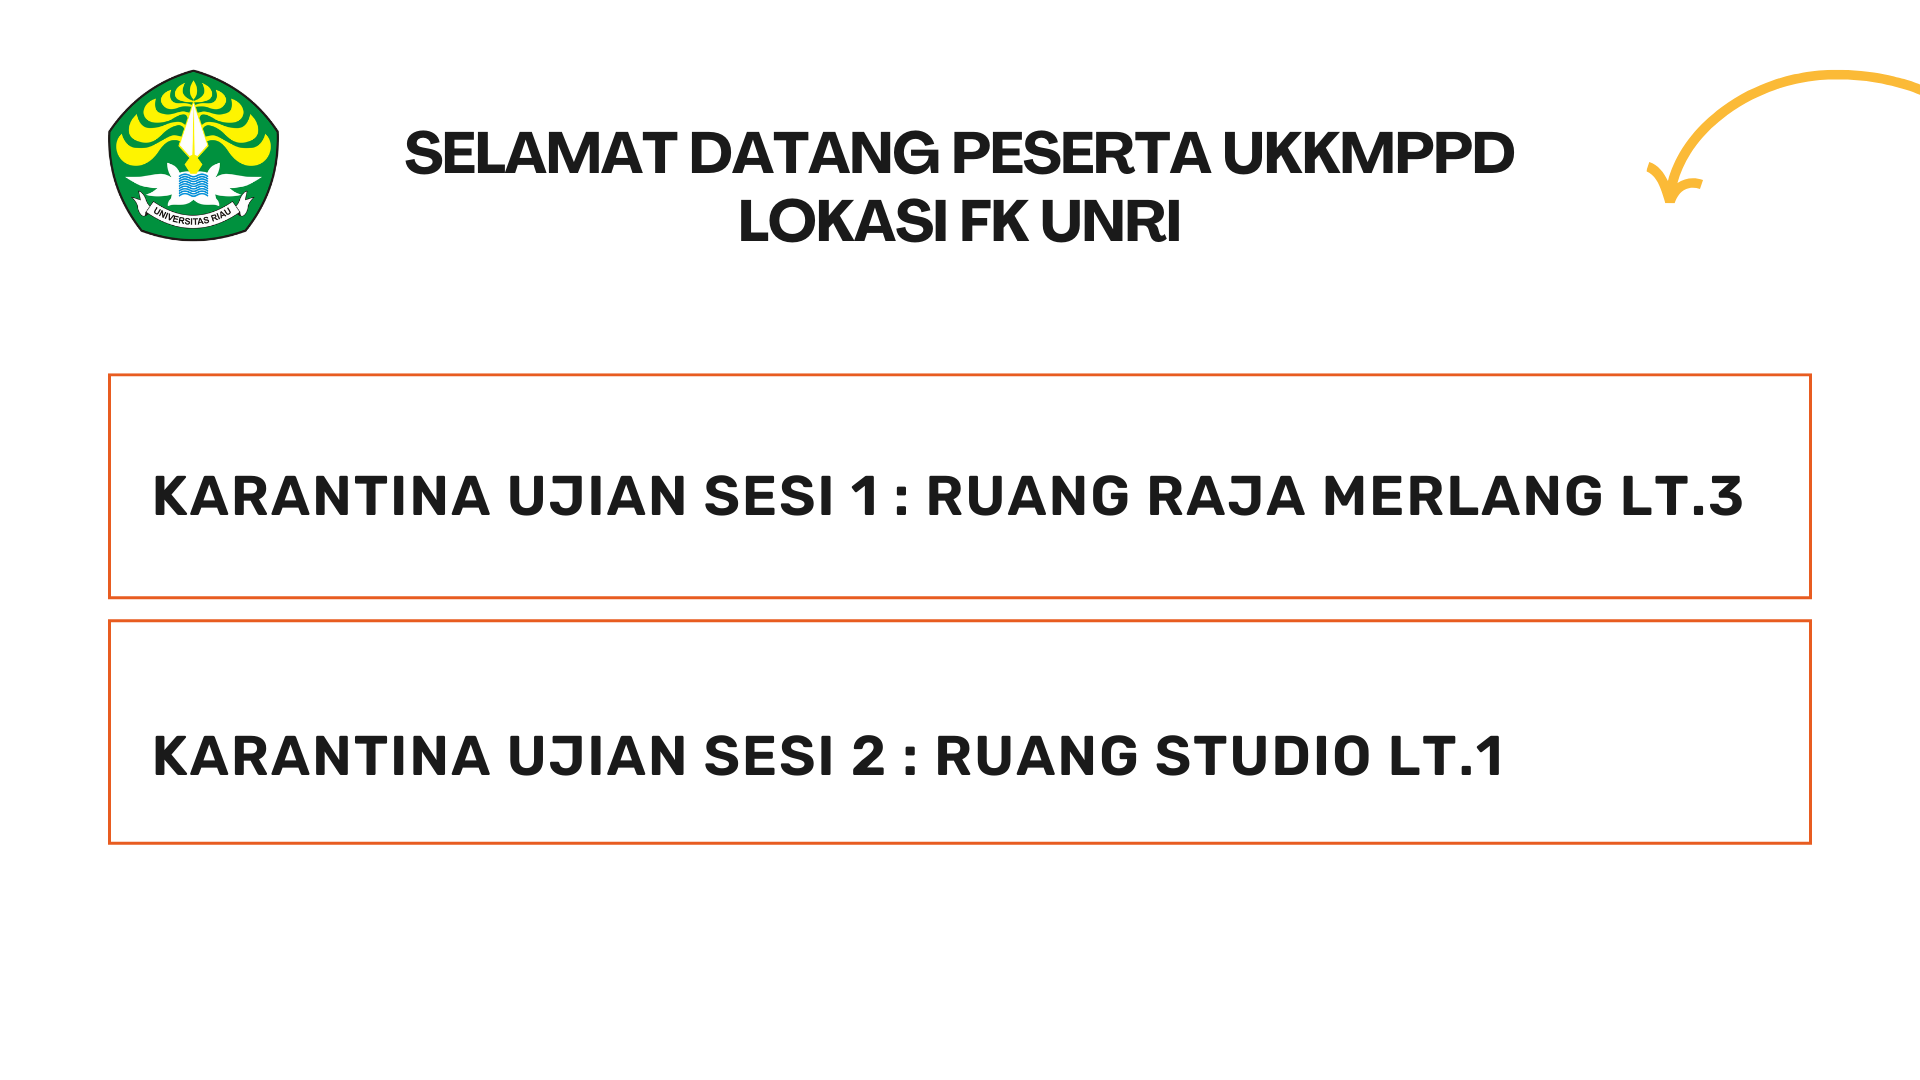 UNIVERSITAS RIAU
SELAMAT DATANG PESERTA UKKMPPD
LOKASI FK UNRI
KARANTINA UJIAN SESI 1 : RUANG RAJA MERLANG LT.3
KARANTINA UJIAN SESI 2 : RUANG STUDIO LT.1